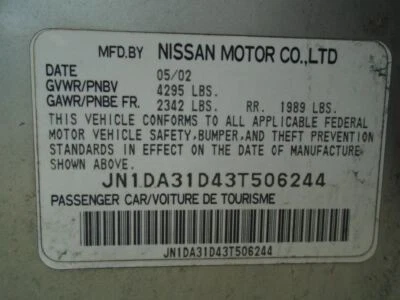 MFD.BY NISSAN MOTOR CO.,LTD
DATE 05/02
GVWR/PNBV 4295 LBS.
GAWR/PNBE FR. 2342 LBS. RR. 1989 LBS.
THIS VEHICLE CONFORMS TO ALL APPLICABLE FEDERAL
MOTOR VEHICLE SAFETY, BUMPER, AND THEFT PREVENTION
STANDARDS IN EFFECT ON THE DATE OF MANUFACTURE
SHOWN ABOVE.
JN1DA31D43T506244
PASSENGER CAR/VOITURE DE TOURISME
JN1DA31D43T506244